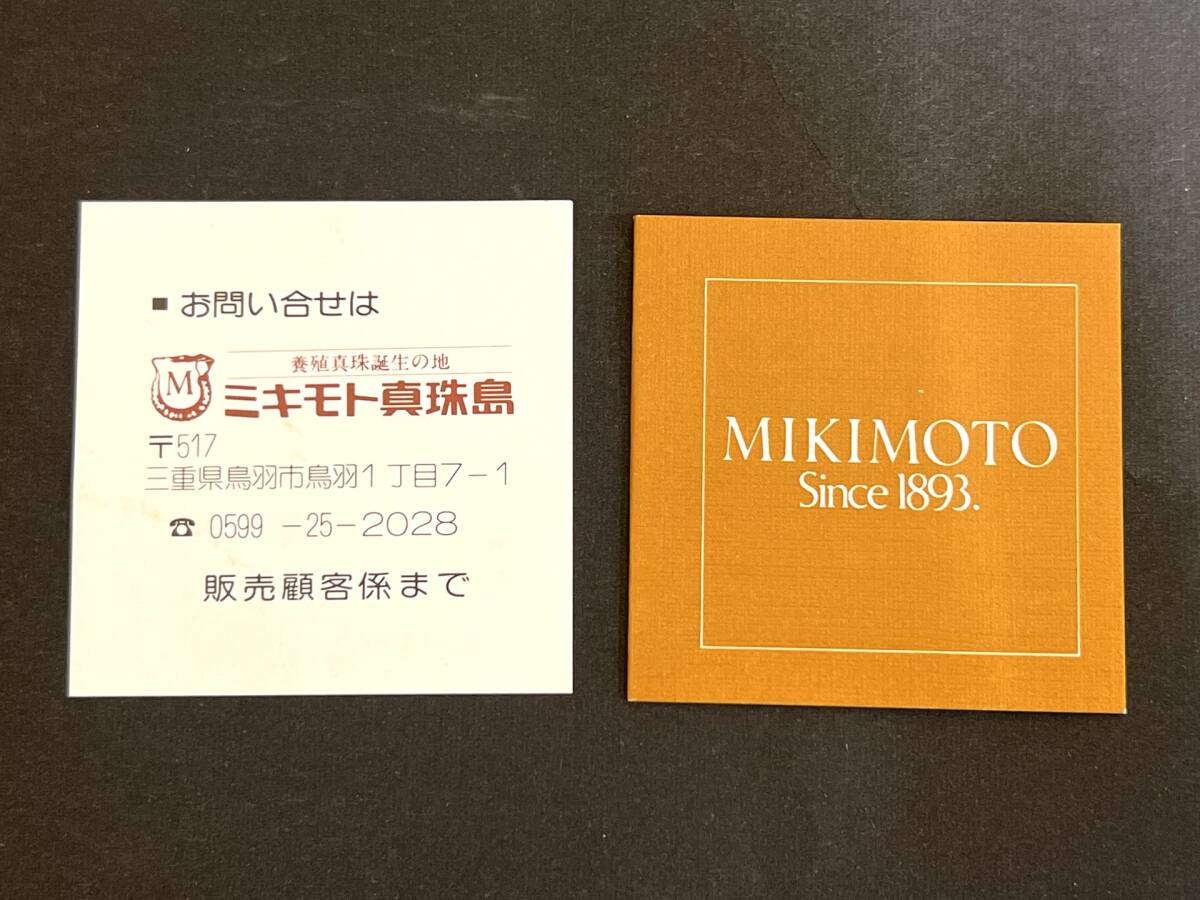 ■ お問い合せは
M
養殖真珠誕生の地
ミキモト真珠島
〒517
三重県鳥羽市鳥羽1丁目7-1
☎ 0599-25-2028
販売顧客係まで
MIKIMOTO
Since 1893.